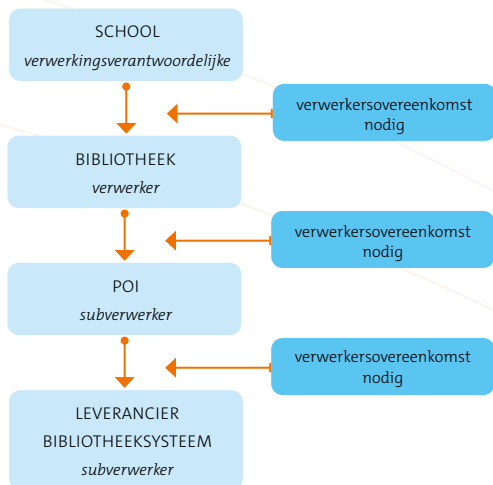 SCHOOL
verwerkingsverantwoordelijke
verwerkersovereenkomst
nodig
BIBLIOTHEEK
verwerker
verwerkersovereenkomst
nodig
POI
subverwerker
verwerkersovereenkomst
nodig
LEVERANCIER
BIBLIOTHEEKSYSTEEM
subverwerker